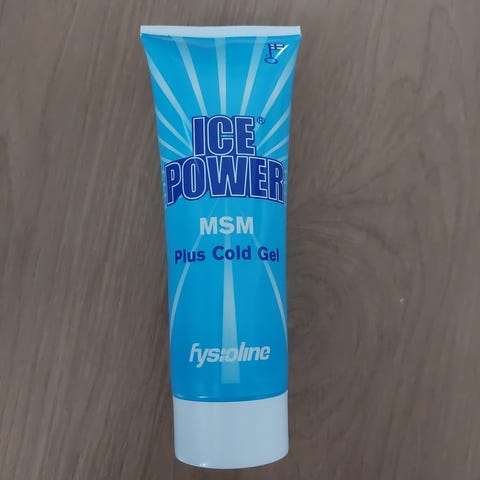 ICE®
POWER
MSM
Plus Cold Gel
fysioline